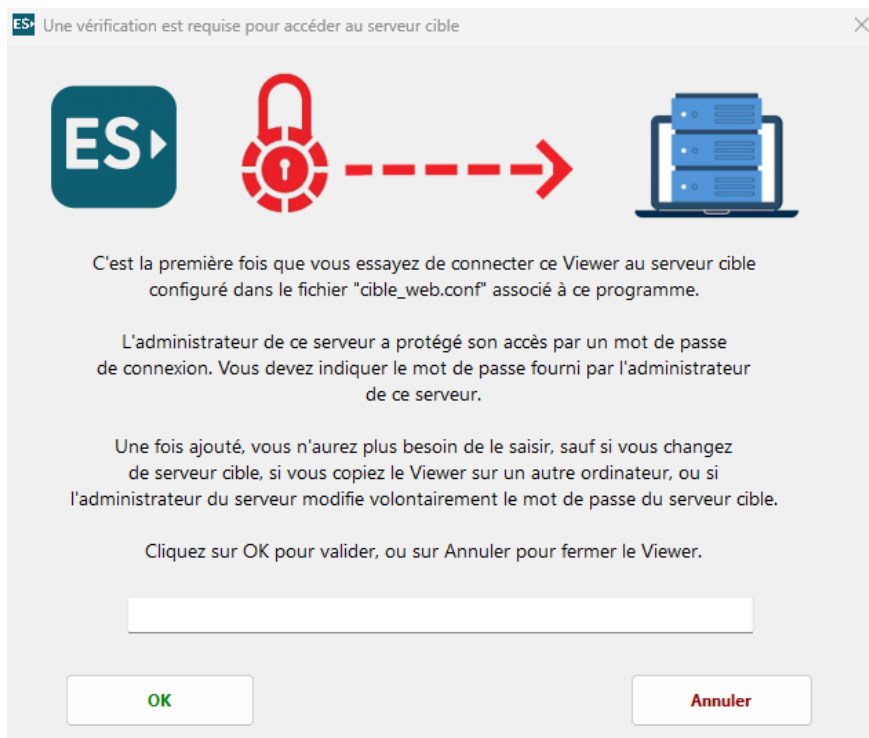 ES Une vérification est requise pour accéder au serveur cible
ES
C'est la première fois que vous essayez de connecter ce Viewer au serveur cible
configuré dans le fichier "cible_web.conf" associé à ce programme.
L'administrateur de ce serveur a protégé son accès par un mot de passe
de connexion. Vous devez indiquer le mot de passe fourni par l'administrateur
de ce serveur.
Une fois ajouté, vous n'aurez plus besoin de le saisir, sauf si vous changez
de serveur cible, si vous copiez le Viewer sur un autre ordinateur, ou si
l'administrateur du serveur modifie volontairement le mot de passe du serveur cible.
Cliquez sur OK pour valider, ou sur Annuler pour fermer le Viewer.
OK
Annuler